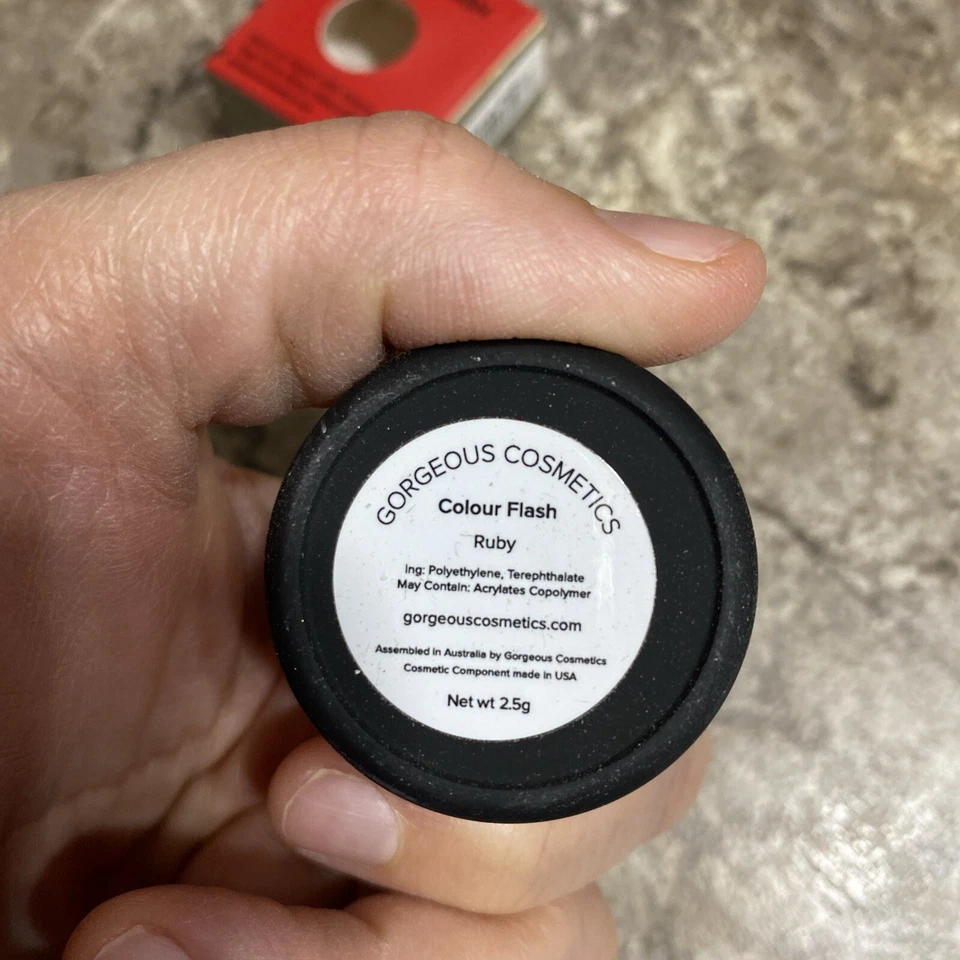 GORGEOUS COSMETICS
Colour Flash
Ruby
Ing: Polyethylene, Terephthalate
May Contain: Acrylates Copolymer
gorgeouscosmetics.com
Assembled in Australia by Gorgeous Cosmetics
Cosmetic Component made in USA
Net wt 2.5g